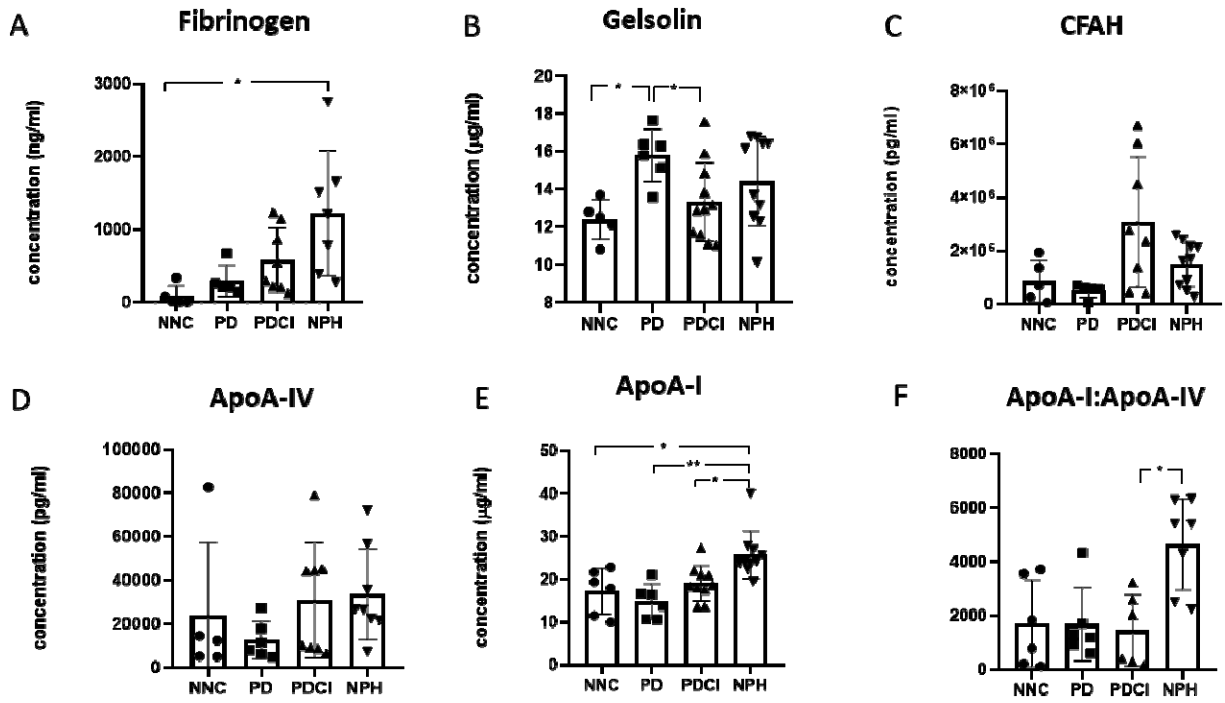 A
Fibrinogen
concentration (ng/ml)
3000
2000
1000
0
*
NNC PD PDCI NPH
B
Gelsolin
concentration (μg/ml)
20
18
16
14
12
10
8
* *
NNC PD PDCI NPH
C
CFAH
concentration (pg/ml)
8×10⁶
6×10⁶
4×10⁶
2×10⁶
0
NNC PD PDCI NPH
D
ApoA-IV
concentration (pg/ml)
100000
80000
60000
40000
20000
0
NNC PD PDCI NPH
E
ApoA-I
concentration (μg/ml)
50
40
30
20
10
0
*
**
*
NNC PD PDCI NPH
F
ApoA-I:ApoA-IV
8000
6000
4000
2000
0
*
NNC PD PDCI NPH